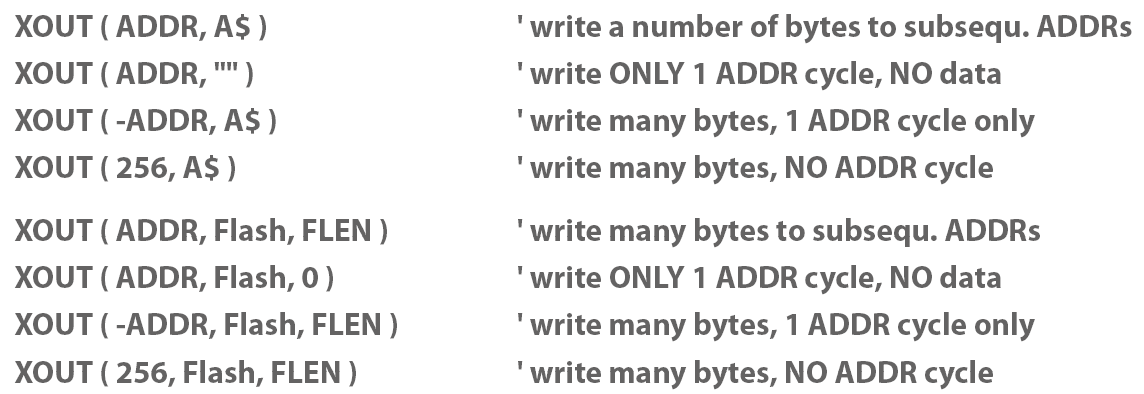 XOUT ( ADDR, A$ ) ' write a number of bytes to subsequ. ADDRs
XOUT ( ADDR, "" ) ' write ONLY 1 ADDR cycle, NO data
XOUT ( -ADDR, A$ ) ' write many bytes, 1 ADDR cycle only
XOUT ( 256, A$ ) ' write many bytes, NO ADDR cycle
XOUT ( ADDR, Flash, FLEN ) ' write many bytes to subsequ. ADDRs
XOUT ( ADDR, Flash, 0 ) ' write ONLY 1 ADDR cycle, NO data
XOUT ( -ADDR, Flash, FLEN ) ' write many bytes, 1 ADDR cycle only
XOUT ( 256, Flash, FLEN ) ' write many bytes, NO ADDR cycle